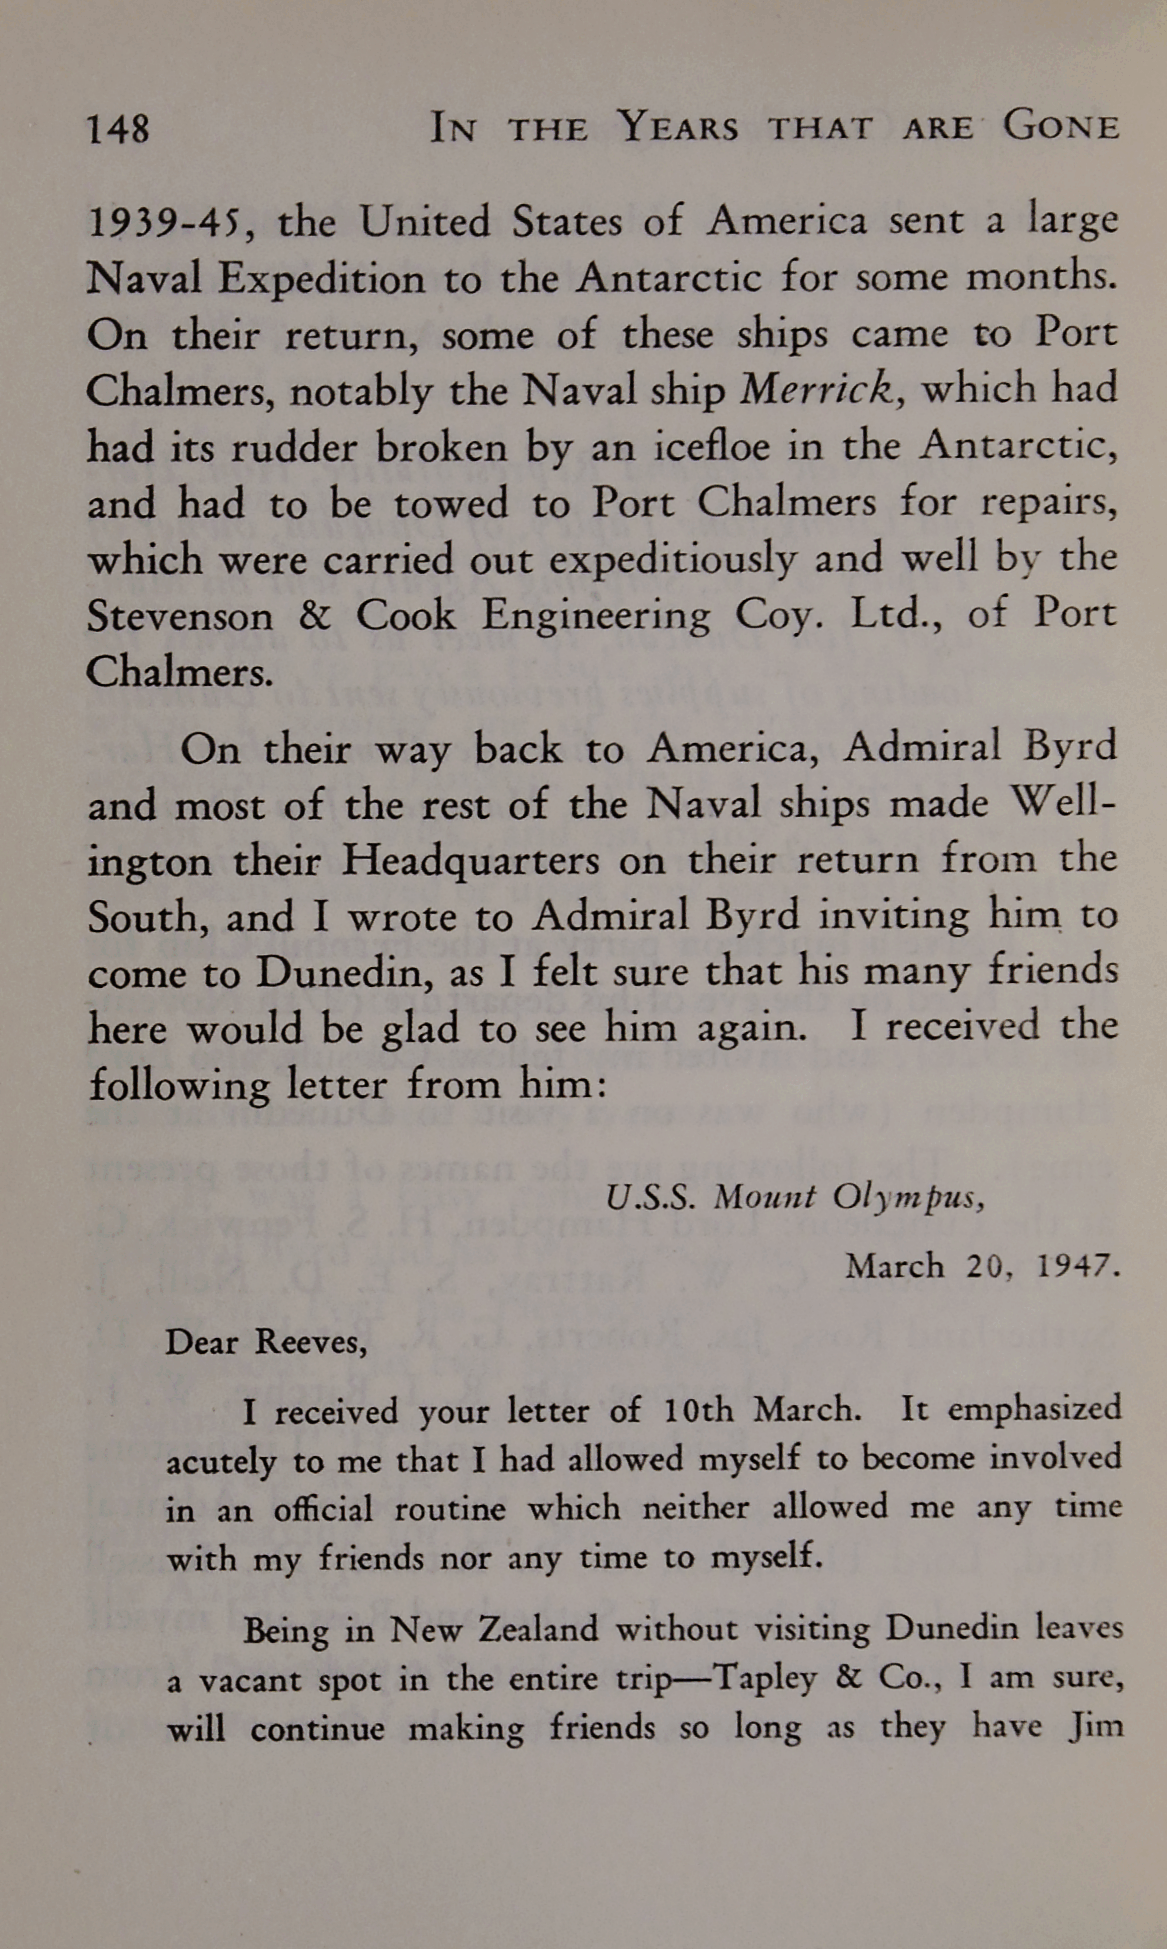 148 IN THE YEARS THAT ARE GONE
1939-45, the United States of America sent a large
Naval Expedition to the Antarctic for some months.
On their return, some of these ships came to Port
Chalmers, notably the Naval ship Merrick, which had
had its rudder broken by an icefloe in the Antarctic,
and had to be towed to Port Chalmers for repairs,
which were carried out expeditiously and well by the
Stevenson & Cook Engineering Coy. Ltd., of Port
Chalmers.
On their way back to America, Admiral Byrd
and most of the rest of the Naval ships made Well-
ington their Headquarters on their return from the
South, and I wrote to Admiral Byrd inviting him to
come to Dunedin, as I felt sure that his many friends
here would be glad to see him again. I received the
following letter from him:
U.S.S. Mount Olympus,
March 20, 1947.
Dear Reeves,
I received your letter of 10th March. It emphasized
acutely to me that I had allowed myself to become involved
in an official routine which neither allowed me any time
with my friends nor any time to myself.
Being in New Zealand without visiting Dunedin leaves
a vacant spot in the entire trip—Tapley & Co., I am sure,
will continue making friends so long as they have Jim